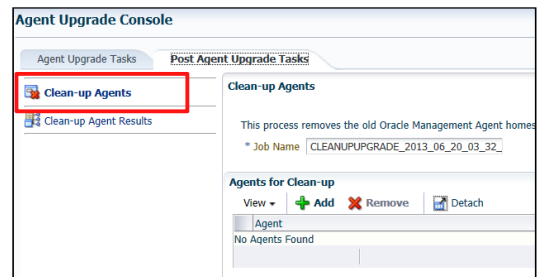 Agent Upgrade Console
Agent Upgrade Tasks
Post Agent Upgrade Tasks
Clean-up Agents
Clean-up Agent Results
Clean-up Agents
This process removes the old Oracle Management Agent homes
* Job Name CLEANUPUPGRADE_2013_06_20_03_32_
Agents for Clean-up
View Add Remove Detach
Agent
No Agents Found